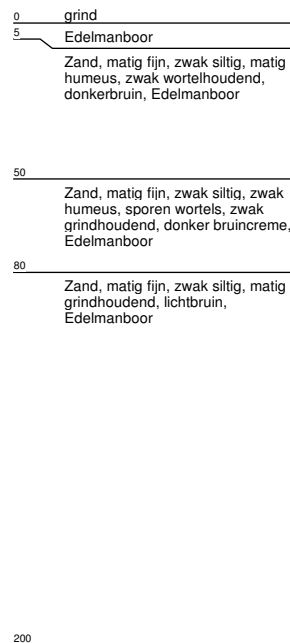 0 grind
5 Edelmanboor
Zand, matig fijn, zwak siltig, matig
humeus, zwak wortelhoudend,
donkerbruin, Edelmanboor
50
Zand, matig fijn, zwak siltig, zwak
humeus, sporen wortels, zwak
grindhoudend, donker bruincreme,
Edelmanboor
80
Zand, matig fijn, zwak siltig, matig
grindhoudend, lichtbruin,
Edelmanboor
200